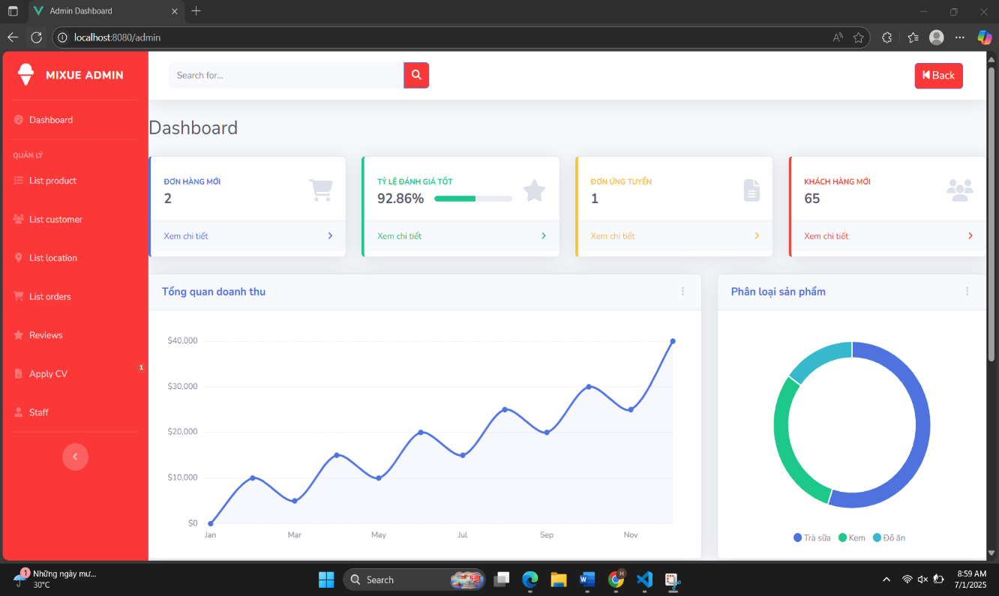 Admin Dashboard
localhost:8080/admin
MIXUE ADMIN
Search for...
Back
Dashboard
QUẢN LÝ
List product
List customer
List location
List orders
Reviews
Apply CV
1
Staff
Dashboard
ĐƠN HÀNG MỚI
2
Xem chi tiết
TỶ LỆ ĐÁNH GIÁ TỐT
92.86%
Xem chi tiết
ĐƠN ỨNG TUYỂN
1
Xem chi tiết
KHÁCH HÀNG MỚI
65
Xem chi tiết
Tổng quan doanh thu
$40,000
$30,000
$20,000
$10,000
$0
Jan Mar May Jul Sep Nov
Phân loại sản phẩm
Trà sữa Kem Đồ ăn
1
Những ngày mư...
30°C
Search
8:59 AM
7/1/2025